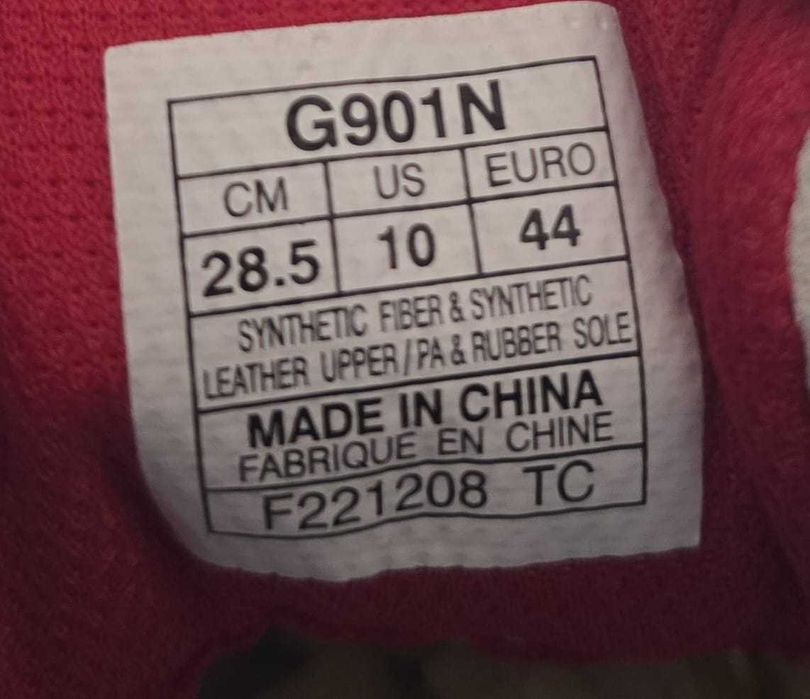 G901N
CM US EURO
28.5 10 44
SYNTHETIC FIBER & SYNTHETIC
LEATHER UPPER/PA & RUBBER SOLE
MADE IN CHINA
FABRIQUE EN CHINE
F221208 TC